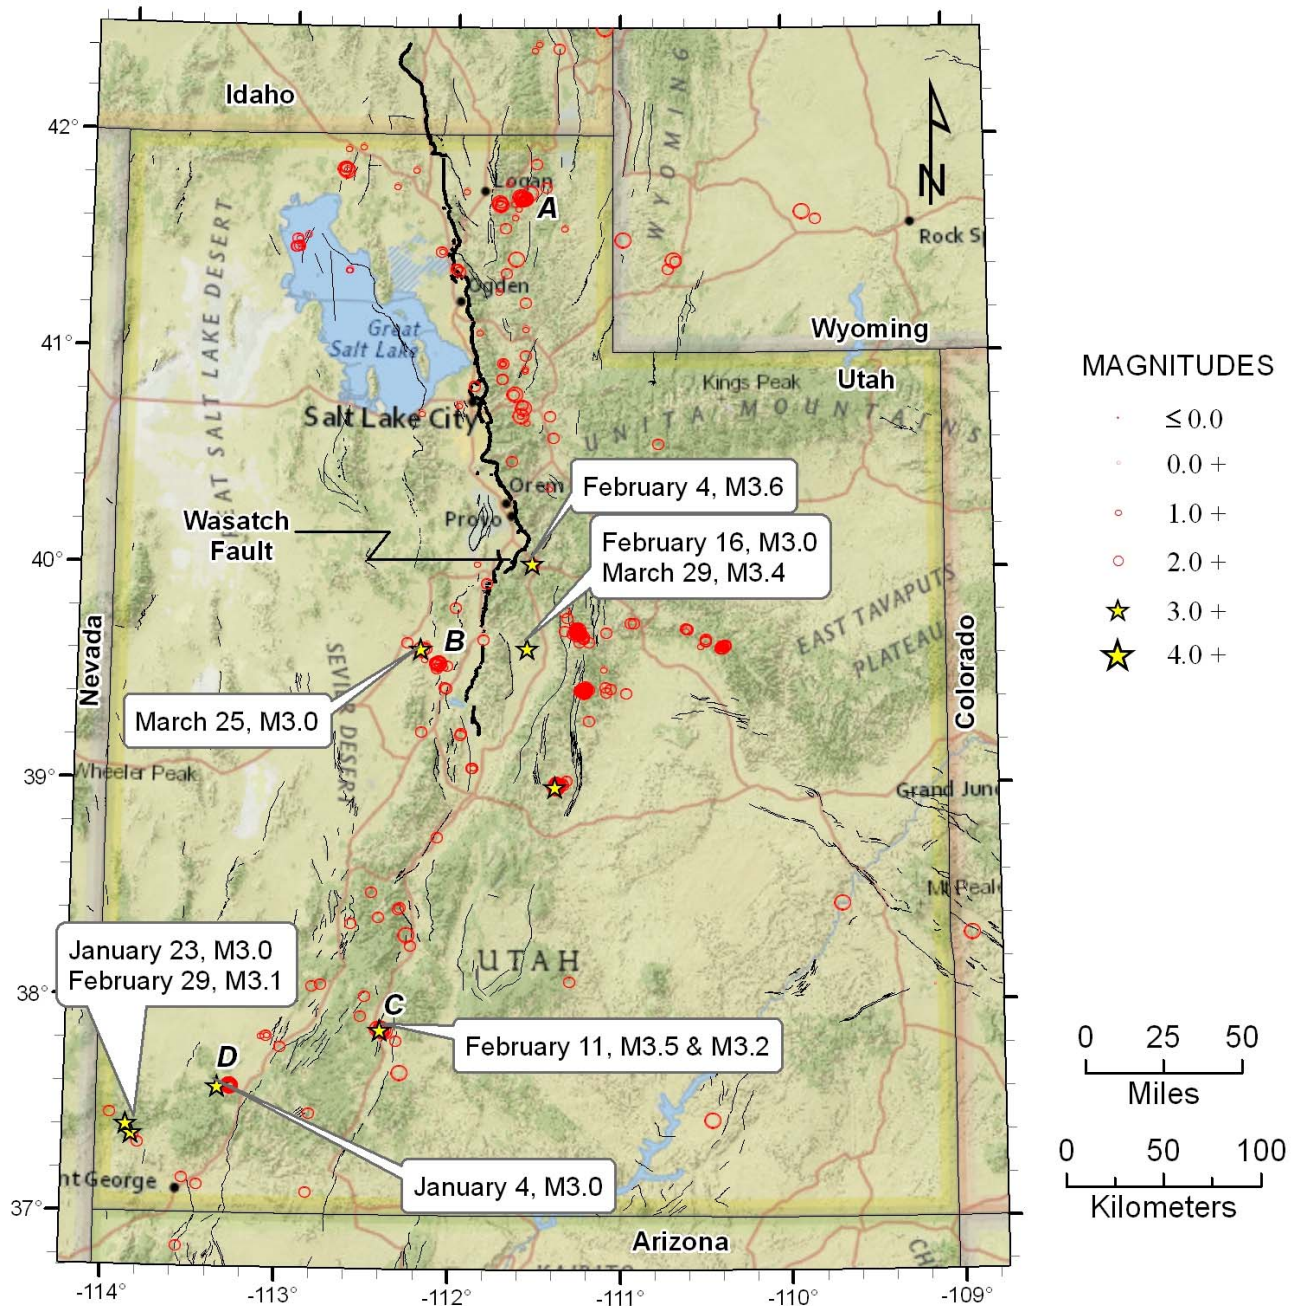 Idaho
42°
WYOMING
N
Logan
A
Rock Sp
GREAT SALT LAKE DESERT
Ogden
Great
Salt Lake
41°
Wyoming
Utah
Kings Peak
UNITA MOUNTAINS
Salt Lake City
MAGNITUDES
≤ 0.0
0.0 +
1.0 +
2.0 +
3.0 +
4.0 +
February 4, M3.6
Orem
Provo
Wasatch
Fault
February 16, M3.0
March 29, M3.4
40°
EAST TAVAPUTS
PLATEAU
Nevada
Colorado
SEVIER DESERT
B
March 25, M3.0
39°
Wheeler Peak
Grand Junc
Mt Peale
January 23, M3.0
February 29, M3.1
UTAH
38°
C
February 11, M3.5 & M3.2
D
0 25 50
Miles
0 50 100
Kilometers
January 4, M3.0
nt George
37°
Arizona
KAIBITO
CH
-114° -113° -112° -111° -110° -109°